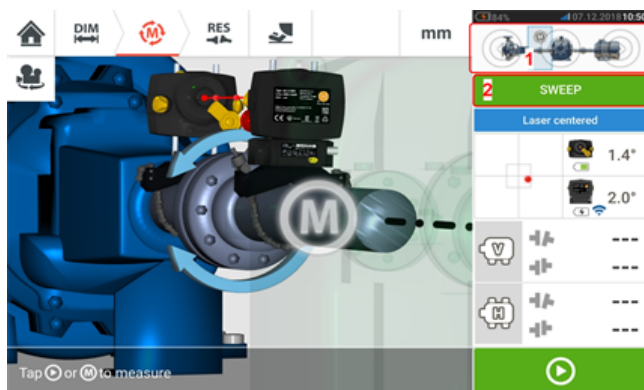 DIM
M
RES
mm
84%
07.12.2018 10:50
1
2 SWEEP
Laser centered
1.4°
2.0°
M
V
---
---
H
---
---
Tap or M to measure